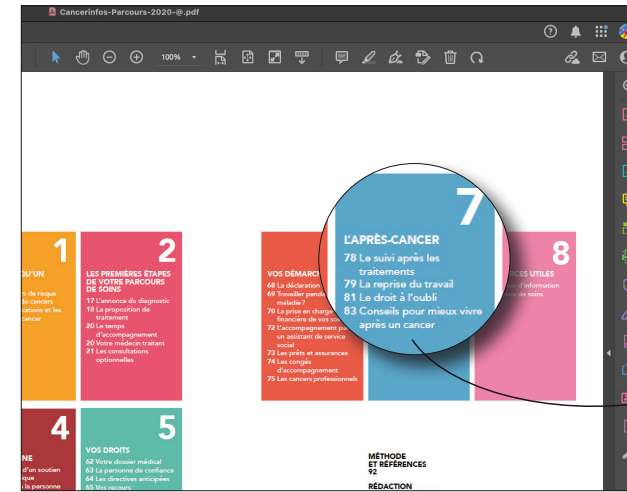 Cancerinfos-Parcours-2020-@.pdf
100%
1
QU'UN
s de risque
de cancers
cations et les
cancer
2
LES PREMIÈRES ÉTAPES
DE VOTRE PARCOURS
DE SOINS
17 L'annonce du diagnostic
18 La proposition de
traitement
20 Le temps
d'accompagnement
20 Votre médecin traitant
21 Les consultations
optionnelles
VOS DÉMARC
68 La déclaration
69 Travailler penda
maladie ?
70 La prise en charge
financière de vos so
72 L'accompagnement pa
un assistant de service
social
73 Les prêts et assurances
74 Les congés
d'accompagnement
75 Les cancers professionnels
7
L'APRÈS-CANCER
78 Le suivi après les
traitements
79 La reprise du travail
81 Le droit à l'oubli
83 Conseils pour mieux vivre
après un cancer
8
RCES UTILES
d'information
de soins
4
NE
d'un soutien
ique
la personne
5
VOS DROITS
62 Votre dossier médical
63 La personne de confiance
64 Les directives anticipées
65 Vos recours
MÉTHODE
ET RÉFÉRENCES
92
RÉDACTION